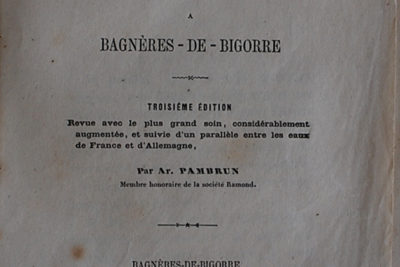 A
BAGNÈRES - DE - BIGORRE
TROISIÉME ÉDITION
Revue avec le plus grand soin, considérablement
augmentée, et suivie d'un parallèle entre les eaux
de France et d'Allemagne,
Par Ar. PAMBRUN
Membre honoraire de la société Ramond.
BAGNÈRES-DE-BIGORRE